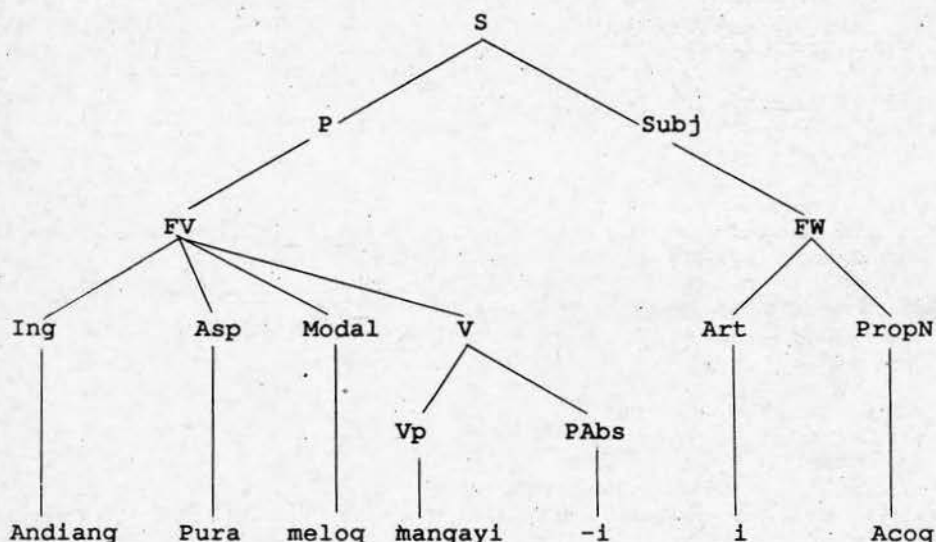 S
P Subj
FV FW
Ing Asp Modal V Art PropN
Vp PAbs
Andiang Pura melog mangayi -i i Acog